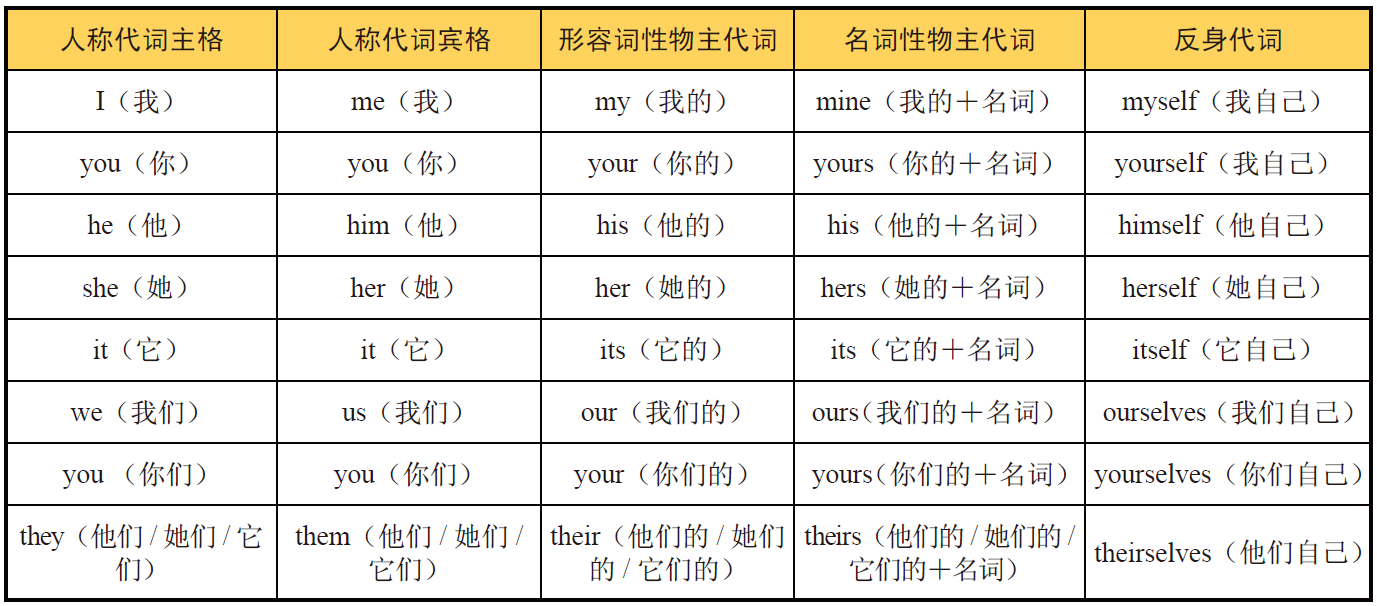 人称代词主格 人称代词宾格 形容词性物主代词 名词性物主代词 反身代词
I（我） me（我） my（我的） mine（我的＋名词） myself（我自己）
you（你） you（你） your（你的） yours（你的＋名词） yourself（我自己）
he（他） him（他） his（他的） his（他的＋名词） himself（他自己）
she（她） her（她） her（她的） hers（她的＋名词） herself（她自己）
it（它） it（它） its（它的） its（它的＋名词） itself（它自己）
we（我们） us（我们） our（我们的） ours（我们的＋名词） ourselves（我们自己）
you （你们） you（你们） your（你们的） yours（你们的＋名词） yourselves（你们自己）
they（他们 / 她们 / 它们） them（他们 / 她们 / 它们） their（他们的 / 她们的 / 它们的） theirs（他们的 / 她们的 / 它们的＋名词） theirselves（他们自己）